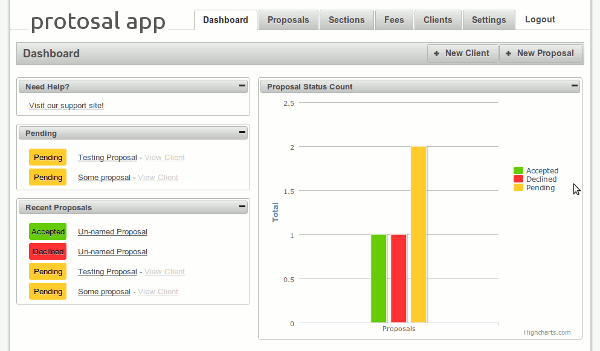 protosal app
Dashboard Proposals Sections Fees Clients Settings Logout
Dashboard
+ New Client + New Proposal
Need Help?
Visit our support site!
Pending
Pending Testing Proposal - View Client
Pending Some proposal - View Client
Recent Proposals
Accepted Un-named Proposal
Declined Un-named Proposal
Pending Testing Proposal - View Client
Pending Some proposal - View Client
Proposal Status Count
2.5
2
1.5
1
0.5
0
Total
Proposals
Accepted
Declined
Pending
Highcharts.com